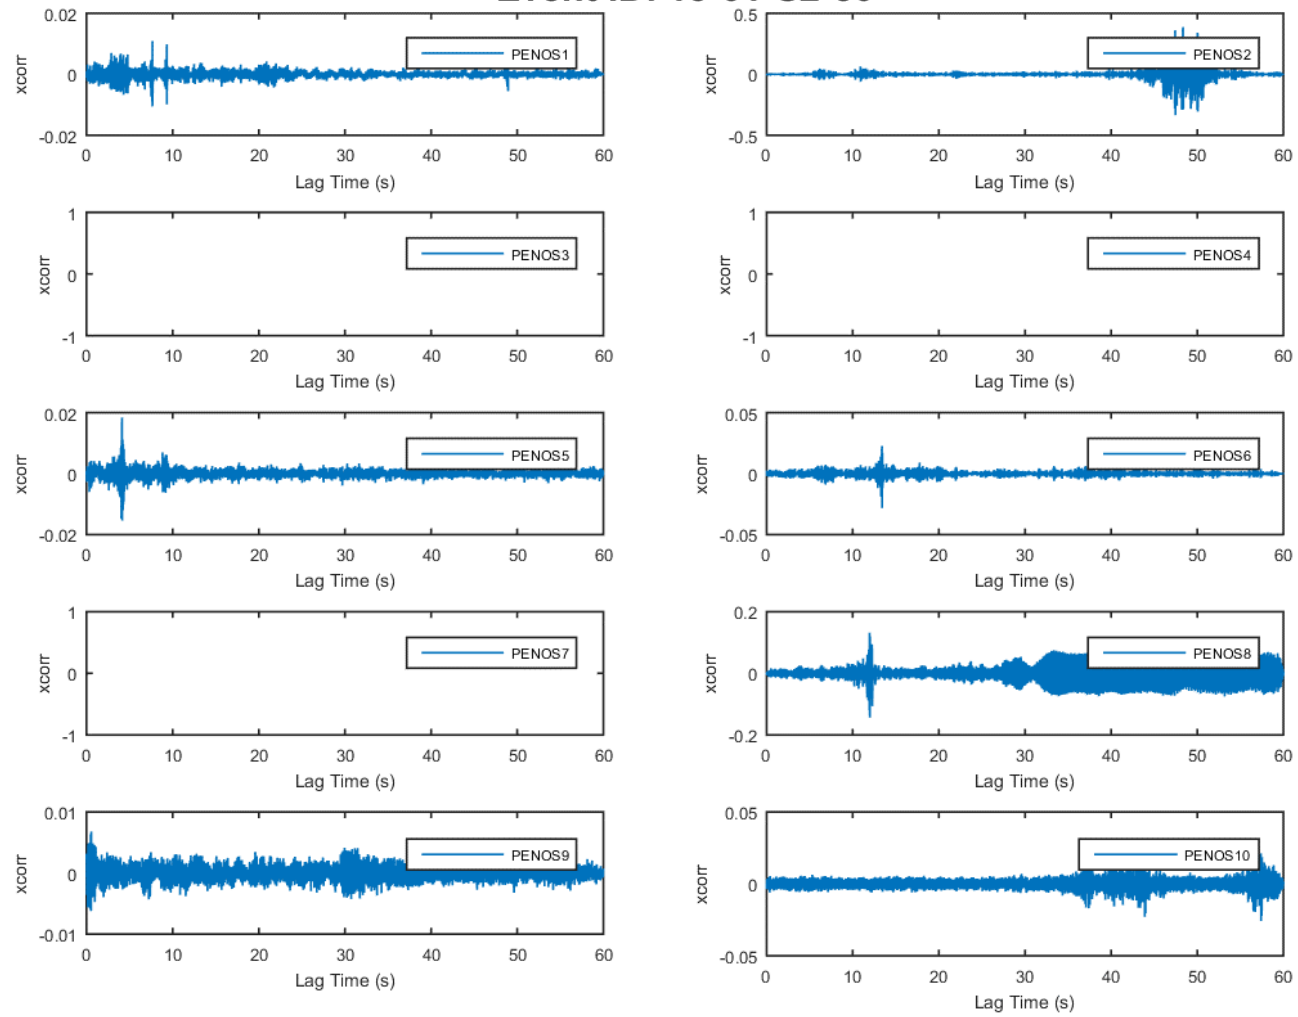 0.02
0
-0.02
xcorr
PENOS1
0 10 20 30 40 50 60
Lag Time (s)
0.5
0
-0.5
xcorr
PENOS2
0 10 20 30 40 50 60
Lag Time (s)
1
0
-1
xcorr
PENOS3
0 10 20 30 40 50 60
Lag Time (s)
1
0
-1
xcorr
PENOS4
0 10 20 30 40 50 60
Lag Time (s)
0.02
0
-0.02
xcorr
PENOS5
0 10 20 30 40 50 60
Lag Time (s)
0.05
0
-0.05
xcorr
PENOS6
0 10 20 30 40 50 60
Lag Time (s)
1
0
-1
xcorr
PENOS7
0 10 20 30 40 50 60
Lag Time (s)
0.2
0
-0.2
xcorr
PENOS8
0 10 20 30 40 50 60
Lag Time (s)
0.01
0
-0.01
xcorr
PENOS9
0 10 20 30 40 50 60
Lag Time (s)
0.05
0
-0.05
xcorr
PENOS10
0 10 20 30 40 50 60
Lag Time (s)